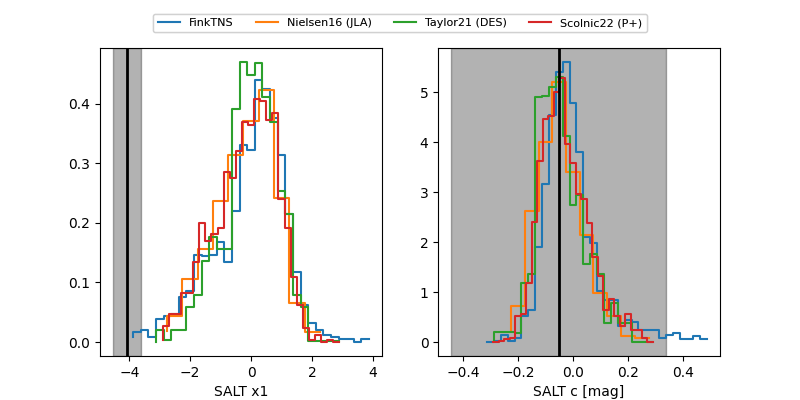 FinkTNS Nielsen16 (JLA) Taylor21 (DES) Scolnic22 (P+)
0.4
0.3
0.2
0.1
0.0
−4 −2 0 2 4
SALT x1
5
4
3
2
1
0
−0.4 −0.2 0.0 0.2 0.4
SALT c [mag]